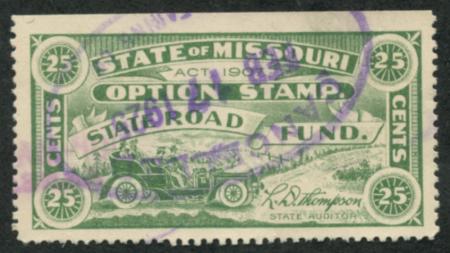 STATE OF MISSOURI
25
25
ACT 190
OPTION STAMP.
STATE ROAD
FUND.
CENTS
CENTS
L. D. Thompson
STATE AUDITOR
25
25